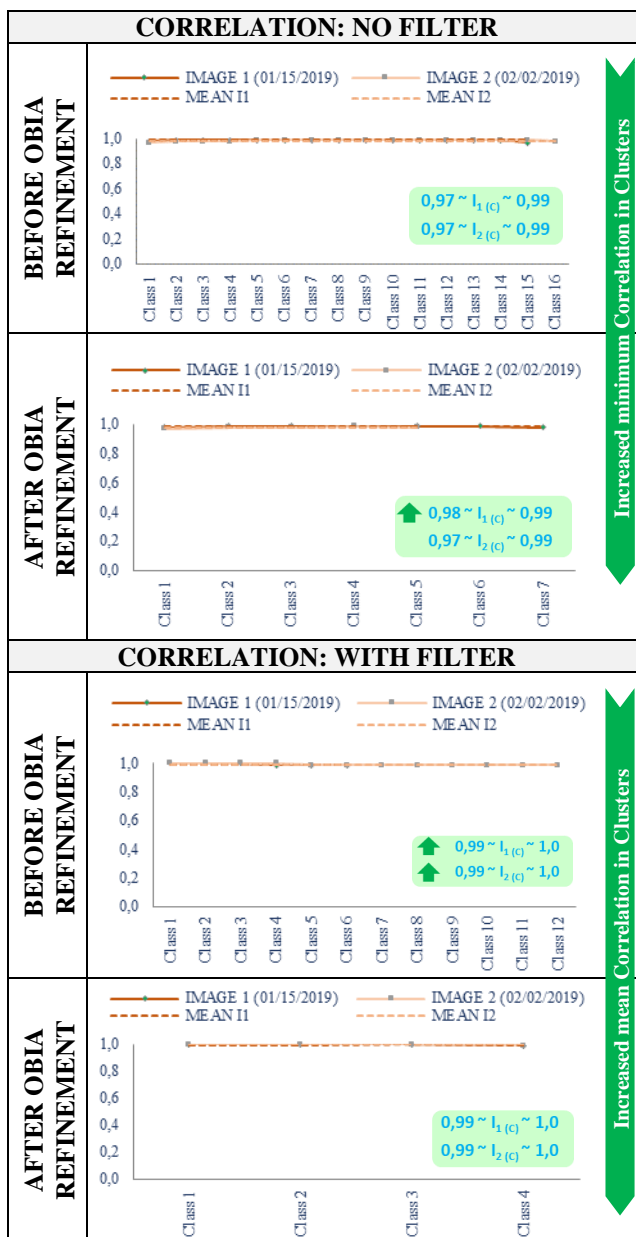 CORRELATION: NO FILTER
BEFORE OBIA
REFINEMENT
IMAGE 1 (01/15/2019) IMAGE 2 (02/02/2019)
MEAN I1 MEAN I2
1,0
0,8
0,6
0,4
0,2
0,0
0,97 ~ I1 (C) ~ 0,99
0,97 ~ I2 (C) ~ 0,99
Class 1 Class 2 Class 3 Class 4 Class 5 Class 6 Class 7 Class 8 Class 9 Class 10 Class 11 Class 12 Class 13 Class 14 Class 15 Class 16
Increased minimum Correlation in Clusters
AFTER OBIA
REFINEMENT
IMAGE 1 (01/15/2019) IMAGE 2 (02/02/2019)
MEAN I1 MEAN I2
1,0
0,8
0,6
0,4
0,2
0,0
0,98 ~ I1 (C) ~ 0,99
0,97 ~ I2 (C) ~ 0,99
Class 1 Class 2 Class 3 Class 4 Class 5 Class 6 Class 7
CORRELATION: WITH FILTER
BEFORE OBIA
REFINEMENT
IMAGE 1 (01/15/2019) IMAGE 2 (02/02/2019)
MEAN I1 MEAN I2
1,0
0,8
0,6
0,4
0,2
0,0
0,99 ~ I1 (C) ~ 1,0
0,99 ~ I2 (C) ~ 1,0
Class 1 Class 2 Class 3 Class 4 Class 5 Class 6 Class 7 Class 8 Class 9 Class 10 Class 11 Class 12
Increased mean Correlation in Clusters
AFTER OBIA
REFINEMENT
IMAGE 1 (01/15/2019) IMAGE 2 (02/02/2019)
MEAN I1 MEAN I2
1,0
0,8
0,6
0,4
0,2
0,0
0,99 ~ I1 (C) ~ 1,0
0,99 ~ I2 (C) ~ 1,0
Class 1 Class 2 Class 3 Class 4